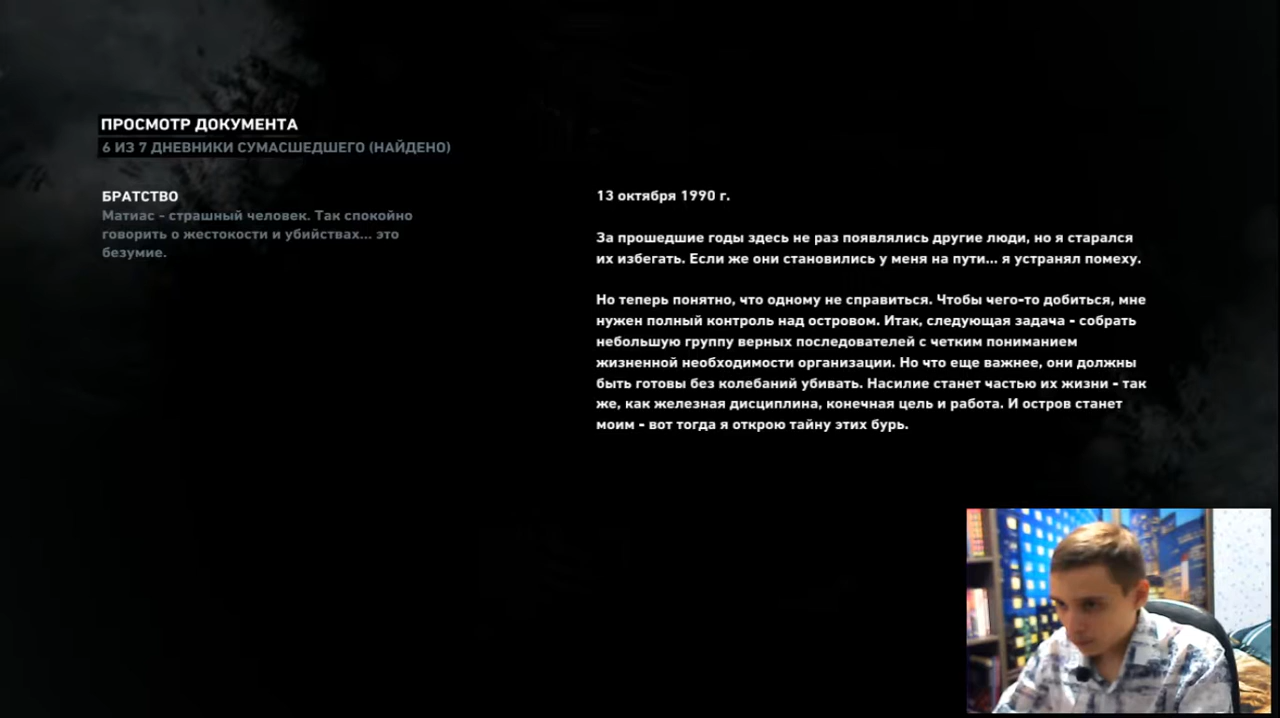 ПРОСМОТР ДОКУМЕНТА
6 ИЗ 7 ДНЕВНИКИ СУМАСШЕДШЕГО (НАЙДЕНО)
БРАТСТВО
Матиас - страшный человек. Так спокойно
говорить о жестокости и убийствах... это
безумие.
13 октября 1990 г.
За прошедшие годы здесь не раз появлялись другие люди, но я старался
их избегать. Если же они становились у меня на пути... я устранял помеху.
Но теперь понятно, что одному не справиться. Чтобы чего-то добиться, мне
нужен полный контроль над островом. Итак, следующая задача - собрать
небольшую группу верных последователей с четким пониманием
жизненной необходимости организации. Но что еще важнее, они должны
быть готовы без колебаний убивать. Насилие станет частью их жизни - так
же, как железная дисциплина, конечная цель и работа. И остров станет
моим - вот тогда я открою тайну этих бурь.